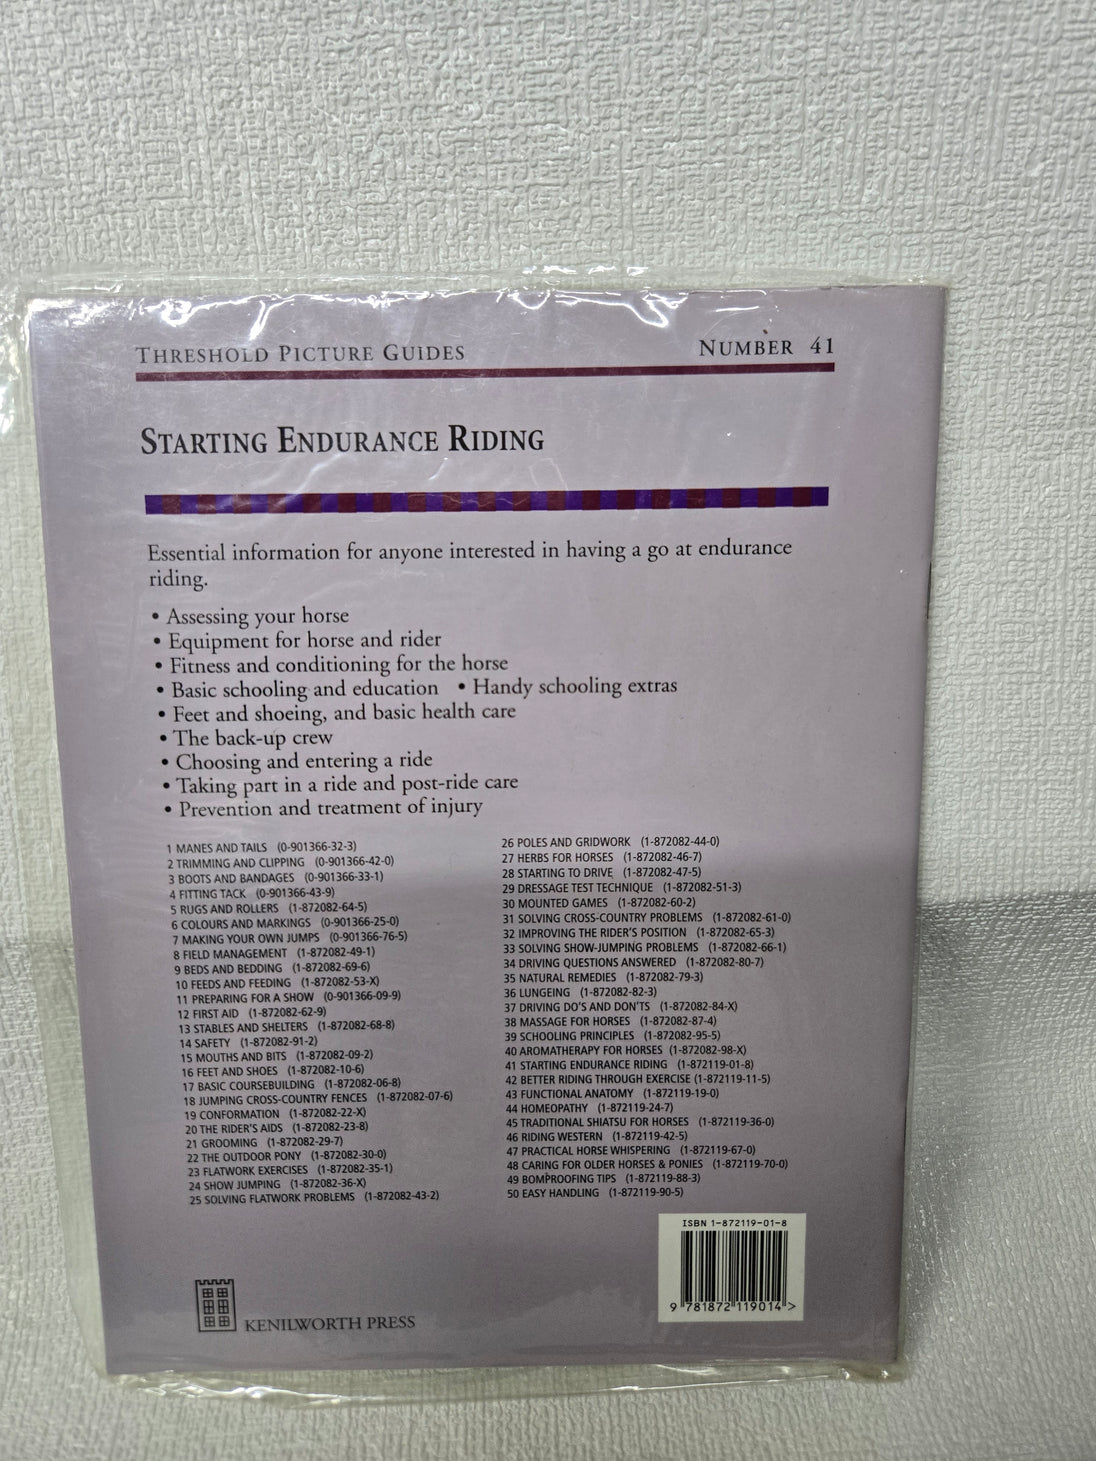 THRESHOLD PICTURE GUIDES NUMBER 41
STARTING ENDURANCE RIDING
Essential information for anyone interested in having a go at endurance
riding.
• Assessing your horse
• Equipment for horse and rider
• Fitness and conditioning for the horse
• Basic schooling and education • Handy schooling extras
• Feet and shoeing, and basic health care
• The back-up crew
• Choosing and entering a ride
• Taking part in a ride and post-ride care
• Prevention and treatment of injury
1 MANES AND TAILS (0-901366-32-3)
2 TRIMMING AND CLIPPING (0-901366-42-0)
3 BOOTS AND BANDAGES (0-901366-33-1)
4 FITTING TACK (0-901366-43-9)
5 RUGS AND ROLLERS (1-872082-64-5)
6 COLOURS AND MARKINGS (0-901366-25-0)
7 MAKING YOUR OWN JUMPS (0-901366-76-5)
8 FIELD MANAGEMENT (1-872082-49-1)
9 BEDS AND BEDDING (1-872082-69-6)
10 FEEDS AND FEEDING (1-872082-53-X)
11 PREPARING FOR A SHOW (0-901366-09-9)
12 FIRST AID (1-872082-62-9)
13 STABLES AND SHELTERS (1-872082-68-8)
14 SAFETY (1-872082-91-2)
15 MOUTHS AND BITS (1-872082-09-2)
16 FEET AND SHOES (1-872082-10-6)
17 BASIC COURSEBUILDING (1-872082-06-8)
18 JUMPING CROSS-COUNTRY FENCES (1-872082-07-6)
19 CONFORMATION (1-872082-22-X)
20 THE RIDER'S AIDS (1-872082-23-8)
21 GROOMING (1-872082-29-7)
22 THE OUTDOOR PONY (1-872082-30-0)
23 FLATWORK EXERCISES (1-872082-35-1)
24 SHOW JUMPING (1-872082-36-X)
25 SOLVING FLATWORK PROBLEMS (1-872082-43-2)
26 POLES AND GRIDWORK (1-872082-44-0)
27 HERBS FOR HORSES (1-872082-46-7)
28 STARTING TO DRIVE (1-872082-47-5)
29 DRESSAGE TEST TECHNIQUE (1-872082-51-3)
30 MOUNTED GAMES (1-872082-60-2)
31 SOLVING CROSS-COUNTRY PROBLEMS (1-872082-61-0)
32 IMPROVING THE RIDER'S POSITION (1-872082-65-3)
33 SOLVING SHOW-JUMPING PROBLEMS (1-872082-66-1)
34 DRIVING QUESTIONS ANSWERED (1-872082-80-7)
35 NATURAL REMEDIES (1-872082-79-3)
36 LUNGEING (1-872082-82-3)
37 DRIVING DO'S AND DON'TS (1-872082-84-X)
38 MASSAGE FOR HORSES (1-872082-87-4)
39 SCHOOLING PRINCIPLES (1-872082-95-5)
40 AROMATHERAPY FOR HORSES (1-872082-98-X)
41 STARTING ENDURANCE RIDING (1-872119-01-8)
42 BETTER RIDING THROUGH EXERCISE (1-872119-11-5)
43 FUNCTIONAL ANATOMY (1-872119-19-0)
44 HOMEOPATHY (1-872119-24-7)
45 TRADITIONAL SHIATSU FOR HORSES (1-872119-36-0)
46 RIDING WESTERN (1-872119-42-5)
47 PRACTICAL HORSE WHISPERING (1-872119-67-0)
48 CARING FOR OLDER HORSES & PONIES (1-872119-70-0)
49 BOMBPROOFING TIPS (1-872119-88-3)
50 EASY HANDLING (1-872119-90-5)
ISBN 1-872119-01-8
9 781872 119014 >
KENILWORTH PRESS